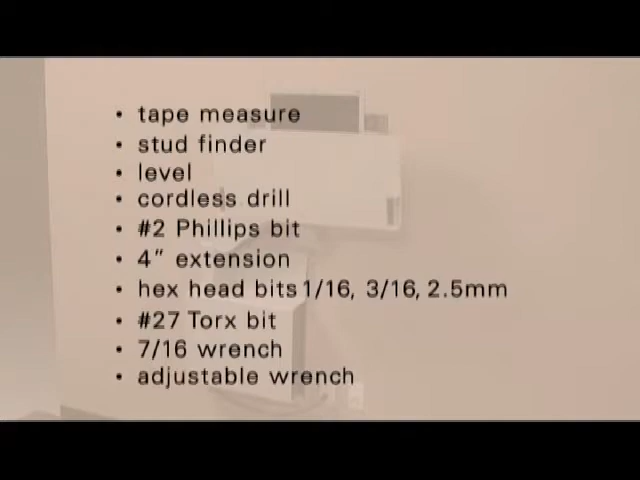 • tape measure
• stud finder
• level
• cordless drill
• #2 Phillips bit
• 4” extension
• hex head bits 1/16, 3/16, 2.5mm
• #27 Torx bit
• 7/16 wrench
• adjustable wrench